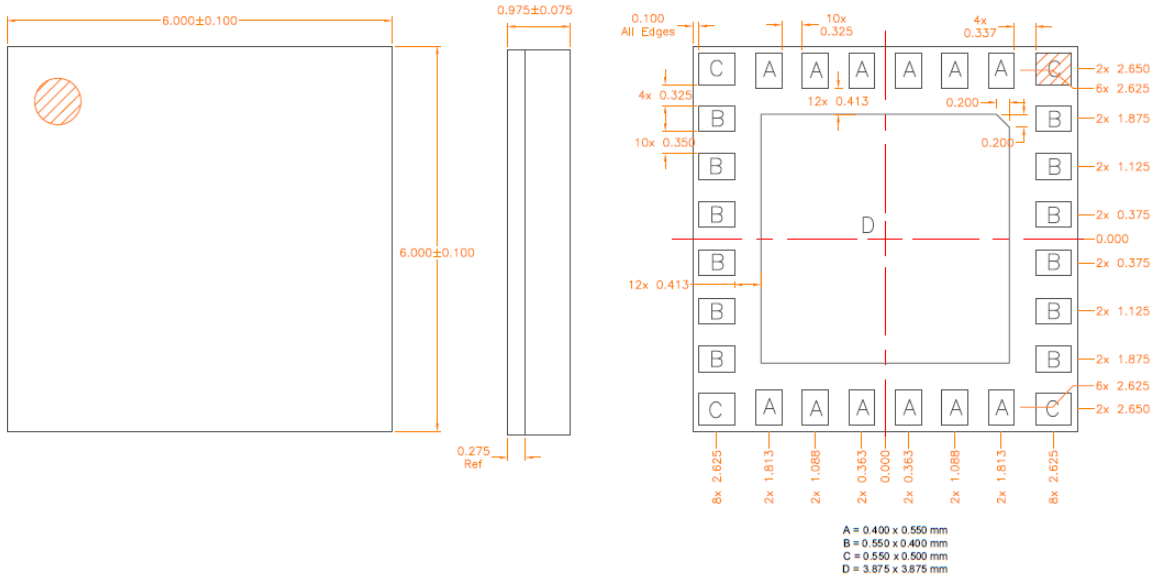 6.000±0.100
6.000±0.100
0.975±0.075
0.275
Ref
0.100
All Edges
10x
0.325
4x
0.337
C
A
A
A
A
A
A
C
2x 2.650
6x 2.625
4x 0.325
12x 0.413
0.200
B
B
2x 1.875
10x 0.350
0.200
B
B
2x 1.125
B
B
2x 0.375
D
0.000
B
B
2x 0.375
12x 0.413
B
B
2x 1.125
B
B
2x 1.875
6x 2.625
C
A
A
A
A
A
A
C
2x 2.650
8x 2.625
2x 1.813
2x 1.088
2x 0.363
0.000
2x 0.363
2x 1.088
2x 1.813
8x 2.625
A = 0.400 x 0.550 mm
B = 0.550 x 0.400 mm
C = 0.550 x 0.500 mm
D = 3.875 x 3.875 mm